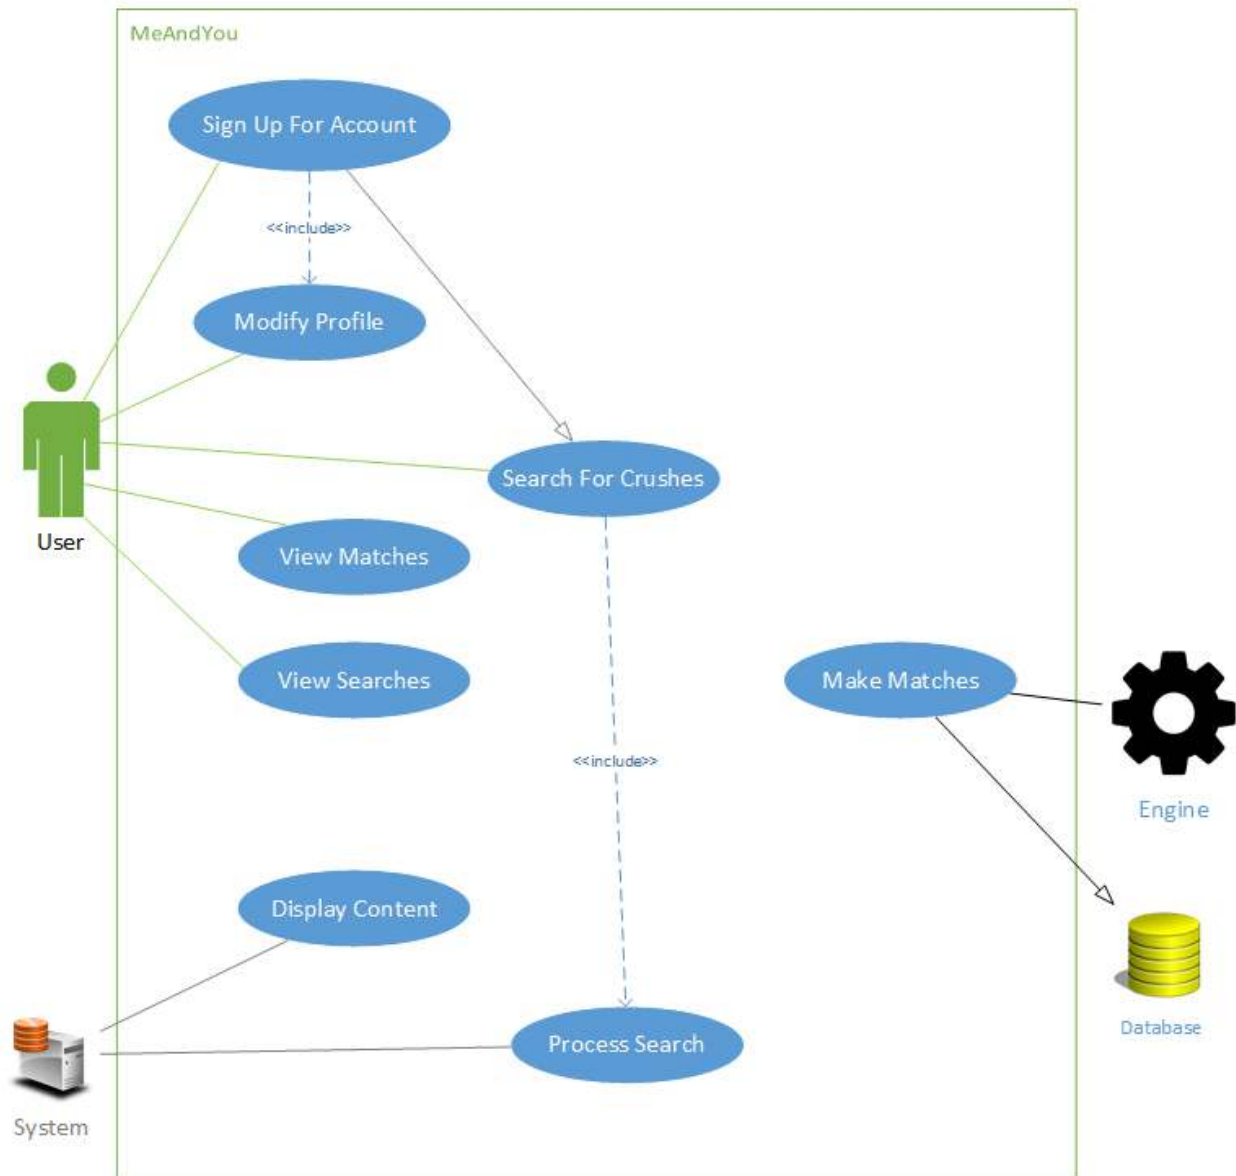 MeAndYou
Sign Up For Account
<<include>>
Modify Profile
Search For Crushes
User
View Matches
View Searches
Make Matches
<<include>>
Engine
Display Content
Database
Process Search
System